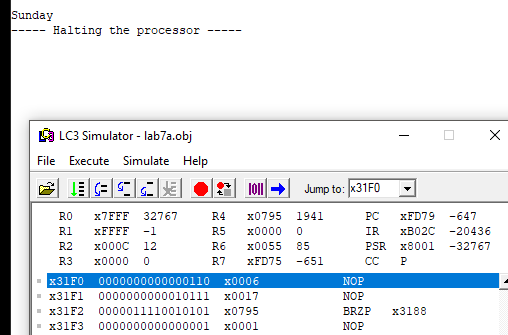 Sunday
----- Halting the processor -----
LC3 Simulator - lab7a.obj
File Execute Simulate Help
Jump to: x31F0
R0 x7FFF 32767 R4 x0795 1941 PC xFD79 -647
R1 xFFFF -1 R5 x0000 0 IR xB02C -20436
R2 x000C 12 R6 x0055 85 PSR x8001 -32767
R3 x0000 0 R7 xFD75 -651 CC P
x31F0 0000000000000110 x0006 NOP
x31F1 0000000000010111 x0017 NOP
x31F2 0000011110010101 x0795 BRZP x3188
x31F3 0000000000000001 x0001 NOP